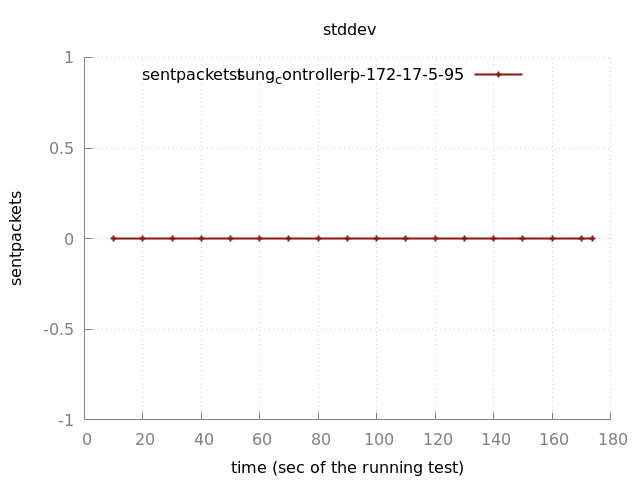 stddev
1
sentpacketstsungcontrollerip-172-17-5-95
0.5
0
-0.5
-1
sentpackets
0 20 40 60 80 100 120 140 160 180
time (sec of the running test)